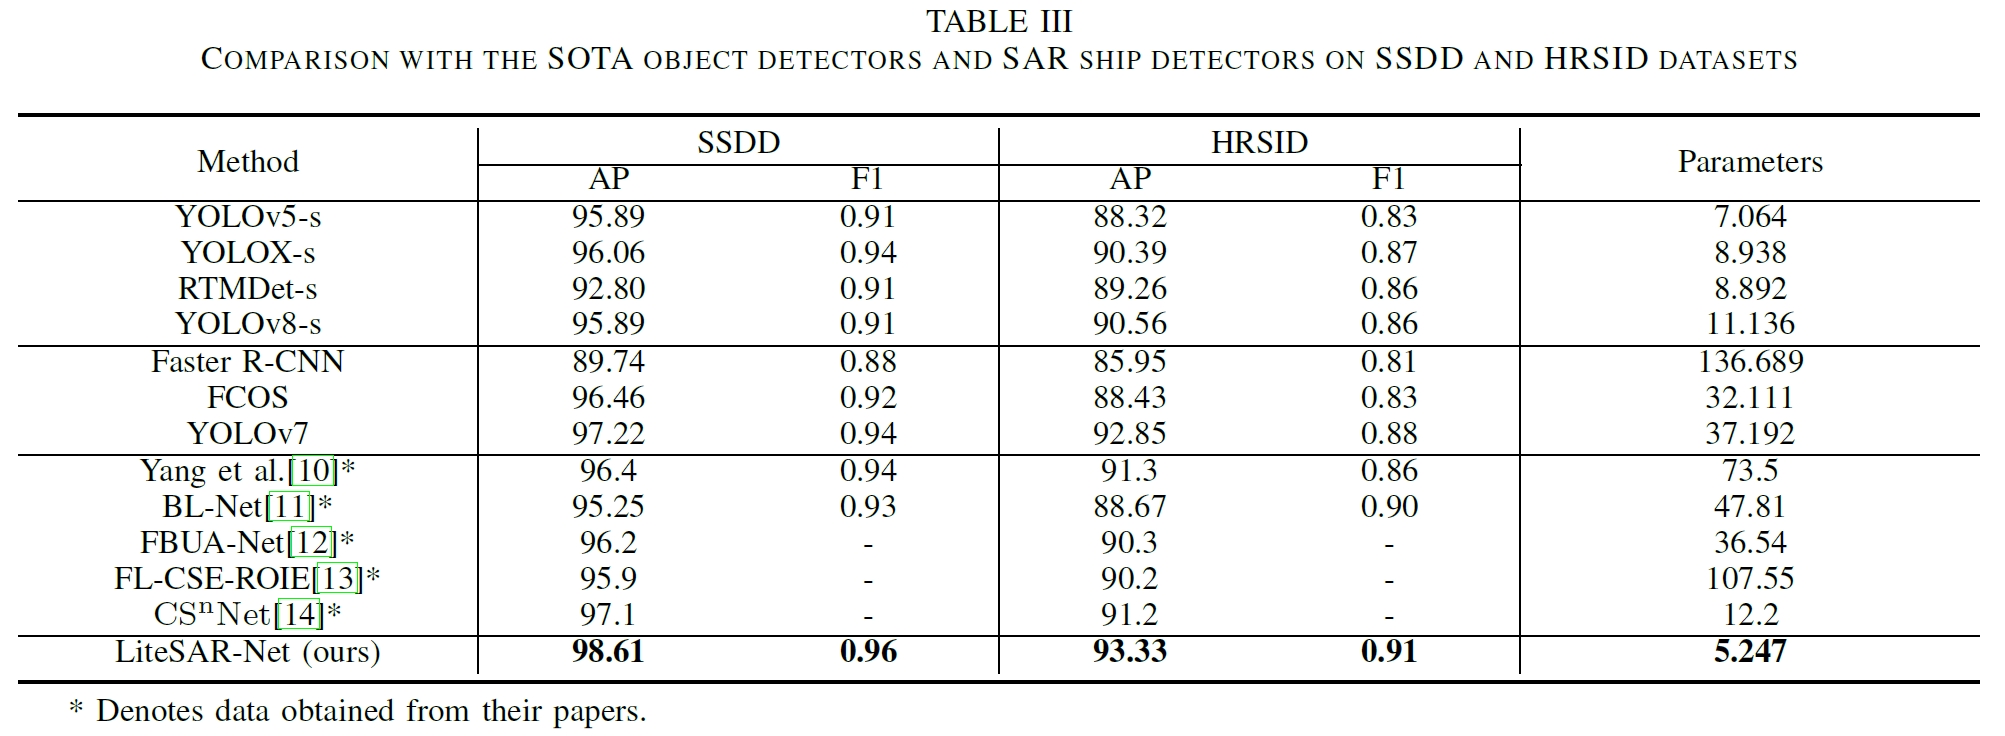 TABLE III
COMPARISON WITH THE SOTA OBJECT DETECTORS AND SAR SHIP DETECTORS ON SSDD AND HRSID DATASETS
Method SSDD HRSID Parameters
AP F1 AP F1
YOLOv5-s 95.89 0.91 88.32 0.83 7.064
YOLOX-s 96.06 0.94 90.39 0.87 8.938
RTMDet-s 92.80 0.91 89.26 0.86 8.892
YOLOv8-s 95.89 0.91 90.56 0.86 11.136
Faster R-CNN 89.74 0.88 85.95 0.81 136.689
FCOS 96.46 0.92 88.43 0.83 32.111
YOLOv7 97.22 0.94 92.85 0.88 37.192
Yang et al.[10]* 96.4 0.94 91.3 0.86 73.5
BL-Net[11]* 95.25 0.93 88.67 0.90 47.81
FBUA-Net[12]* 96.2 - 90.3 - 36.54
FL-CSE-ROIE[13]* 95.9 - 90.2 - 107.55
CSⁿNet[14]* 97.1 - 91.2 - 12.2
LiteSAR-Net (ours) 98.61 0.96 93.33 0.91 5.247
* Denotes data obtained from their papers.